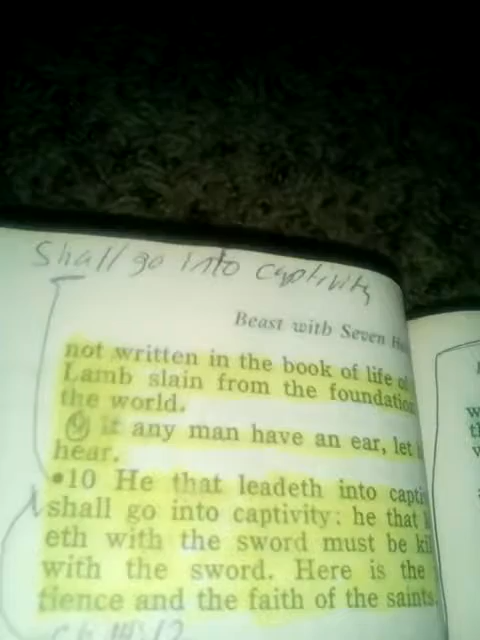 Shall go into captivity
Beast with Seven
not written in the book of life
Lamb slain from the foundation
the world.
9 if any man have an ear, let
hear.
•10 He that leadeth into
shall go into captivity: he that
eth with the sword must be
with the sword. Here is the
tience and the faith of the saints.